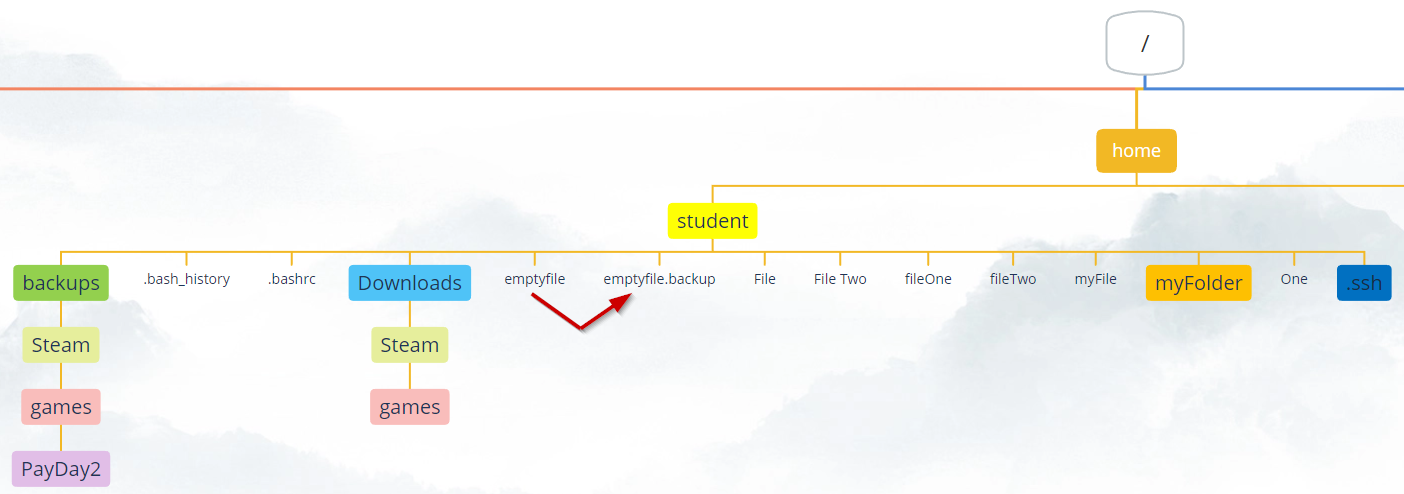 /
home
student
backups
.bash_history
.bashrc
Downloads
emptyfile
emptyfile.backup
File
File Two
fileOne
fileTwo
myFile
myFolder
One
.ssh
Steam
Steam
games
games
PayDay2